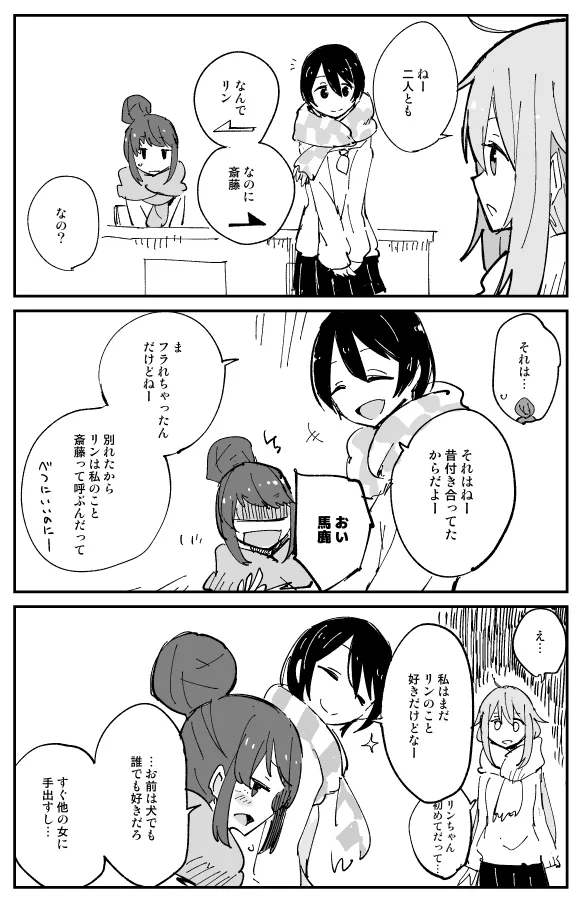 ねー
二人とも
なんで
リン
なのに
斎藤
なの？
それは…
それはねー
昔付き合ってた
からだよー
おい
馬鹿
ま
フラれちゃったん
だけどねー
別れたから
リンは私のこと
斎藤って呼ぶんだって
べつにいいのにー
え…
リンちゃん
初めてだって…
私はまだ
リンのこと
好きだけどなー
…お前は犬でも
誰でも好きだろ
すぐ他の女に
手出すし…